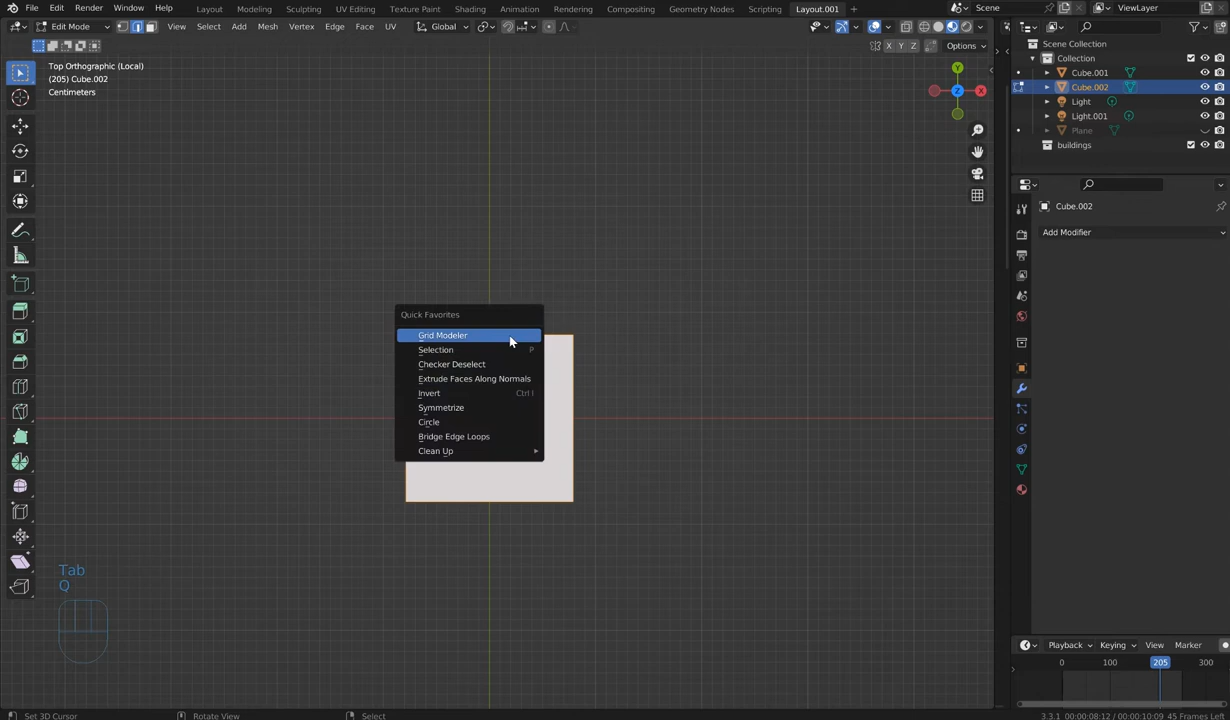 File Edit Render Window Help Layout Modeling Sculpting UV Editing Texture Paint Shading Animation Rendering Compositing Geometry Nodes Scripting Layout.001 + Scene ViewLayer
Edit Mode View Select Add Mesh Vertex Edge Face UV Global
X Y Z Options
Top Orthographic (Local)
(205) Cube.002
Centimeters
Y
Z
X
Quick Favorites
Grid Modeler
Selection P
Checker Deselect
Extrude Faces Along Normals
Invert Ctrl I
Symmetrize
Circle
Bridge Edge Loops
Clean Up
Tab
Q
Scene Collection
Collection
Cube.001
Cube.002
Light
Light.001
Plane
buildings
Cube.002
Add Modifier
Playback Keying View Marker
0 100 205 300
Set 3D Cursor Rotate View Select 3.3.1 00:00:08:12 / 00:00:10:09 45 Frames Left